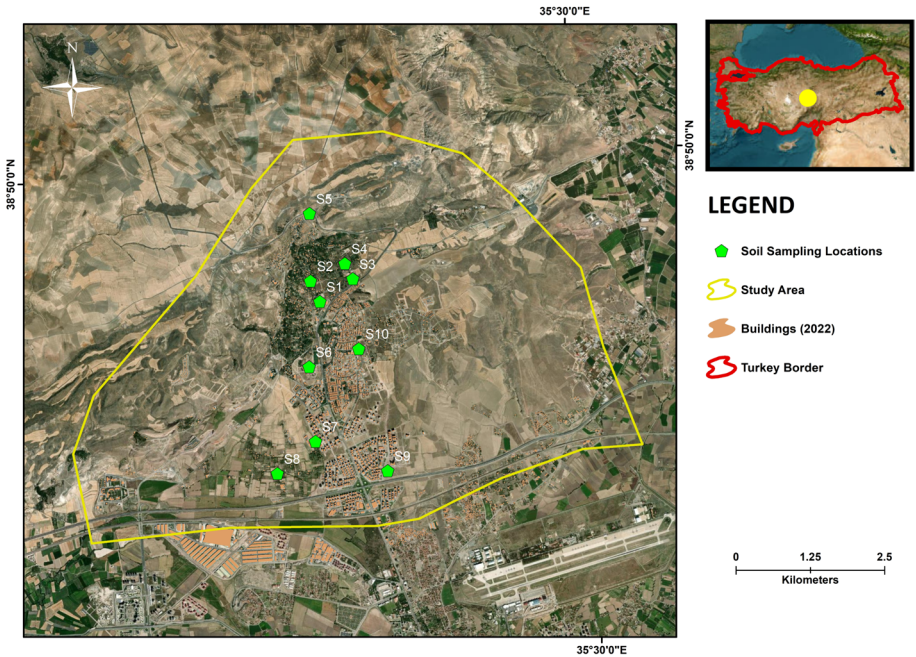 35°30'0"E
N
38°50'0"N
38°50'0"N
S5
S4
S3
S2
S1
S10
S6
S7
S8
S9
LEGEND
Soil Sampling Locations
Study Area
Buildings (2022)
Turkey Border
0 1.25 2.5
Kilometers
35°30'0"E